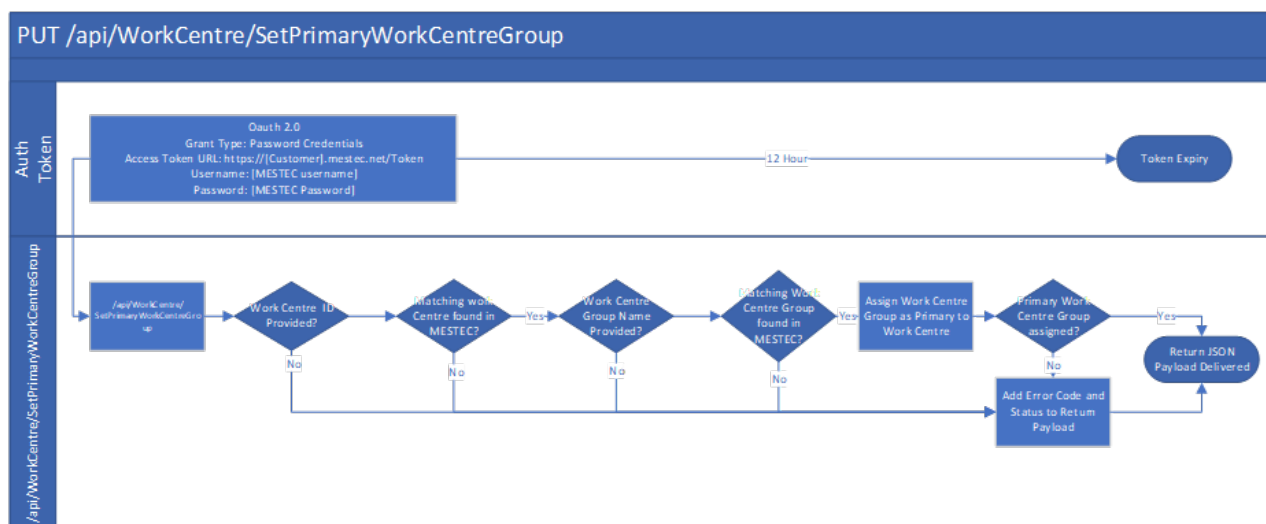 PUT /api/WorkCentre/SetPrimaryWorkCentreGroup
Auth
Token
Oauth 2.0
Grant Type: Password Credentials
Access Token URL: https://[Customer].mestec.net/Token
Username: [MESTEC username]
Password: [MESTEC Password]
12 Hour
Token Expiry
/api/WorkCentre/SetPrimaryWorkCentreGroup
/api/WorkCentre/
SetPrimaryWorkCentreGro
up
Work Centre ID
Provided?
No
Matching work
Centre found in
MESTEC?
Yes
No
Work Centre
Group Name
Provided?
No
Matching Work
Centre Group
found in
MESTEC?
Yes
No
Assign Work Centre
Group as Primary to
Work Centre
Primary Work
Centre Group
assigned?
Yes
No
Return JSON
Payload Delivered
Add Error Code and
Status to Return
Payload